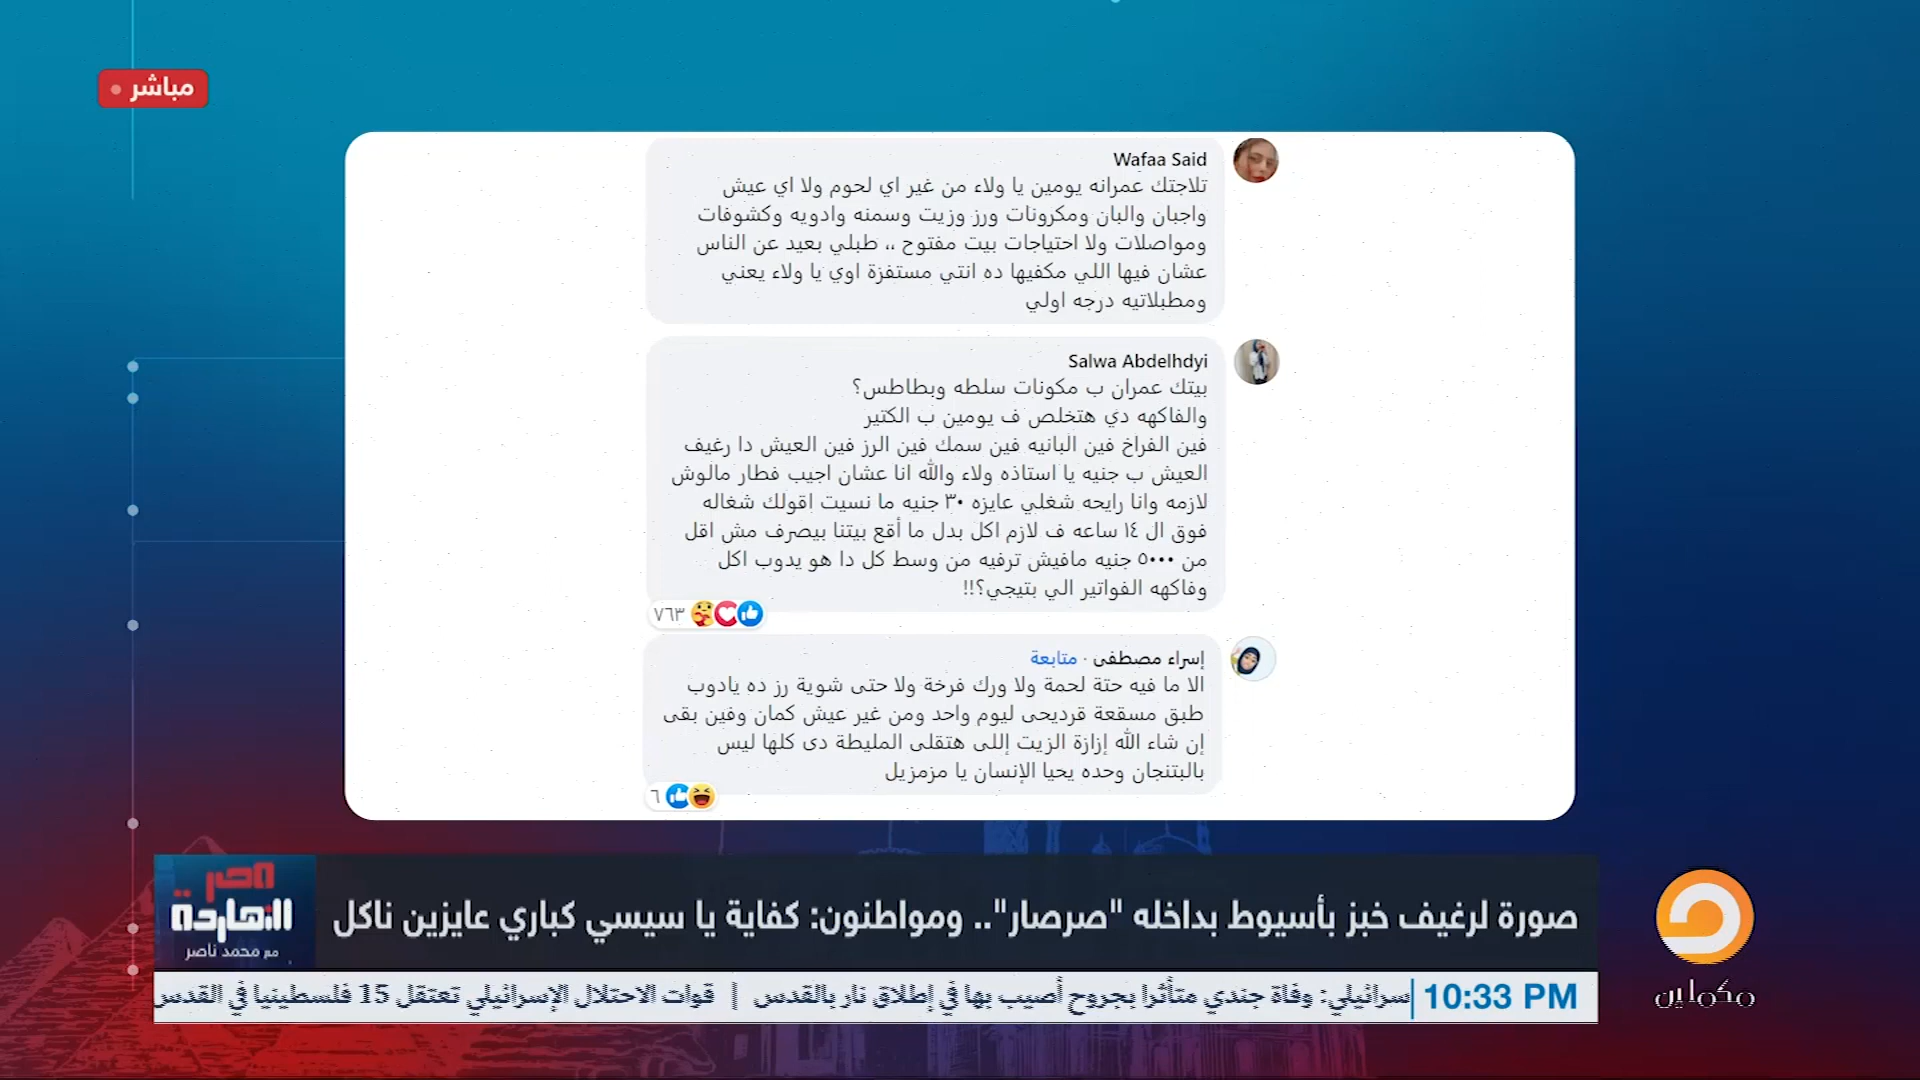 مباشر
Wafaa Said
تلاجتك عمرانه يومين يا ولاء من غير اي لحوم ولا اي عيش
واجبان والبان ومكرونات ورز وزيت وسمنه وادويه وكشوفات
ومواصلات ولا احتياجات بيت مفتوح ،، طبلي بعيد عن الناس
عشان فيها اللي مكفيها ده انتي مستفزة اوي يا ولاء يعني
ومطبلاتيه درجه اولي
Salwa Abdelhdyi
بيتك عمران ب مكونات سلطه وبطاطس؟
والفاكهه دي هتخلص ف يومين ب الكتير
فين الفراخ فين البانيه فين سمك فين الرز فين العيش دا رغيف
العيش ب جنيه يا استاذه ولاء والله انا عشان اجيب فطار مالوش
لازمه وانا رايحه شغلي عايزه ٣٠ جنيه ما نسيت اقولك شغاله
فوق ال ١٤ ساعه ف لازم اكل بدل ما أقع بيتنا بيصرف مش اقل
من ٥٠٠٠ جنيه مافيش ترفيه من وسط كل دا هو يدوب اكل
وفاكهه الفواتير الي بتيجي؟!!
٧٦٣
إسراء مصطفى · متابعة
الا ما فيه حتة لحمة ولا ورك فرخة ولا حتى شوية رز ده يادوب
طبق مسقعة قرديحى ليوم واحد ومن غير عيش كمان وفين بقى
إن شاء الله إزازة الزيت إللى هتقلى المليطة دى كلها ليس
بالبتنجان وحده يحيا الإنسان يا مزمزيل
٦
مصر النهاردة
مع محمد ناصر
صورة لرغيف خبز بأسيوط بداخله "صرصار".. ومواطنون: كفاية يا سيسي كباري عايزين ناكل
10:33 PM
سرائيلي: وفاة جندي متأثرا بجروح أصيب بها في إطلاق نار بالقدس | قوات الاحتلال الإسرائيلي تعتقل 15 فلسطينيا في القدس
مكملين